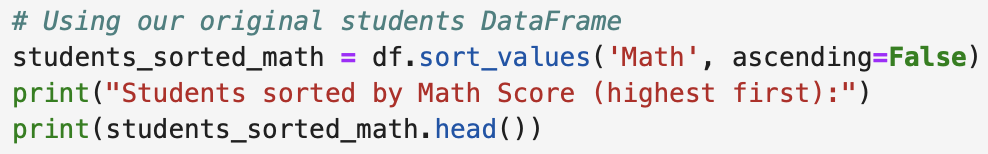 # Using our original students DataFrame
students_sorted_math = df.sort_values('Math', ascending=False)
print("Students sorted by Math Score (highest first):")
print(students_sorted_math.head())